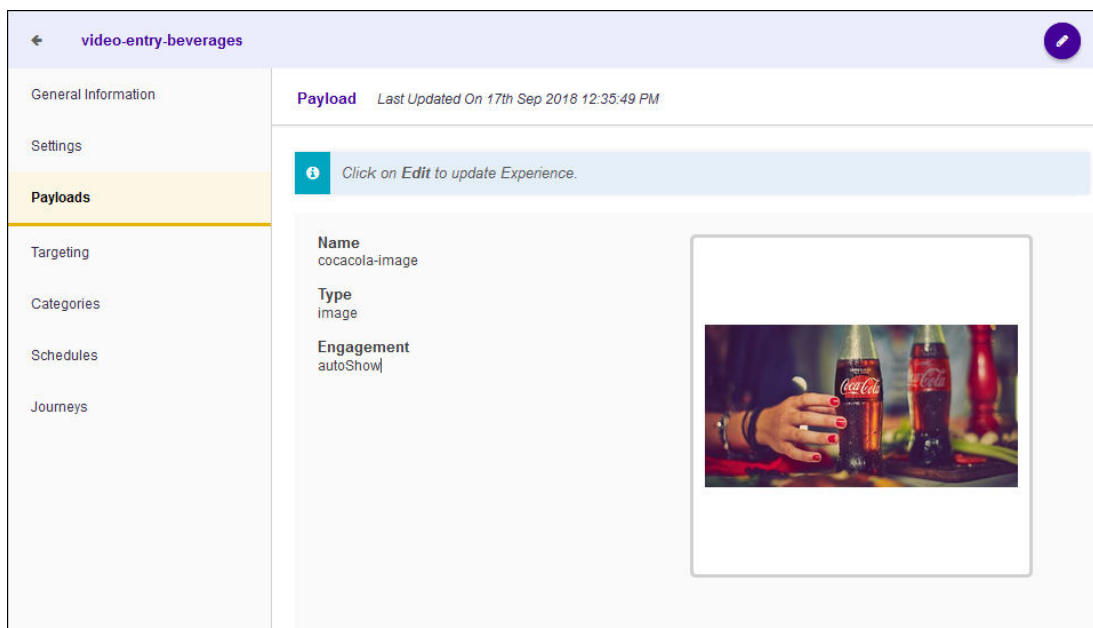 video-entry-beverages
General Information
Settings
Payloads
Targeting
Categories
Schedules
Journeys
Payload Last Updated On 17th Sep 2018 12:35:49 PM
Click on Edit to update Experience.
Name
cocacola-image
Type
image
Engagement
autoShow
Coca-Cola
Coca-Cola